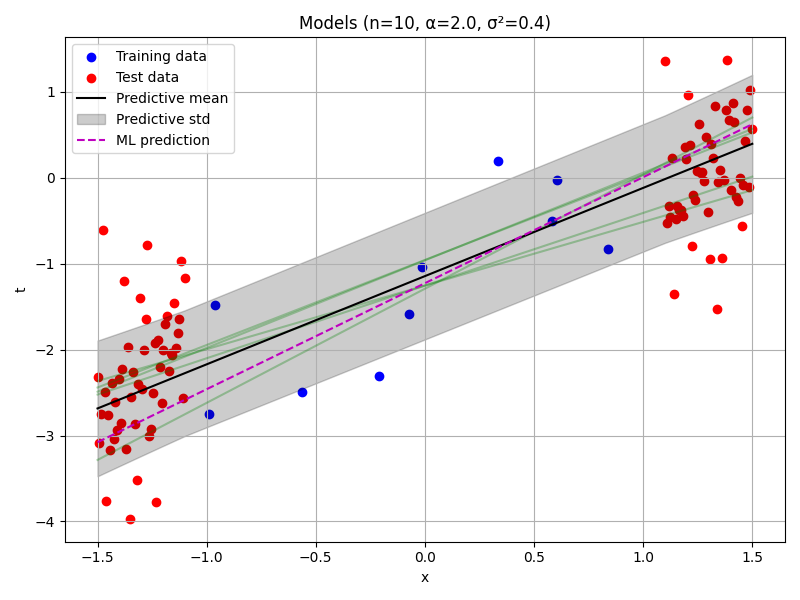 Models (n=10, α=2.0, σ²=0.4)
Training data
Test data
Predictive mean
Predictive std
ML prediction
1
0
−1
−2
−3
−4
t
−1.5 −1.0 −0.5 0.0 0.5 1.0 1.5
x